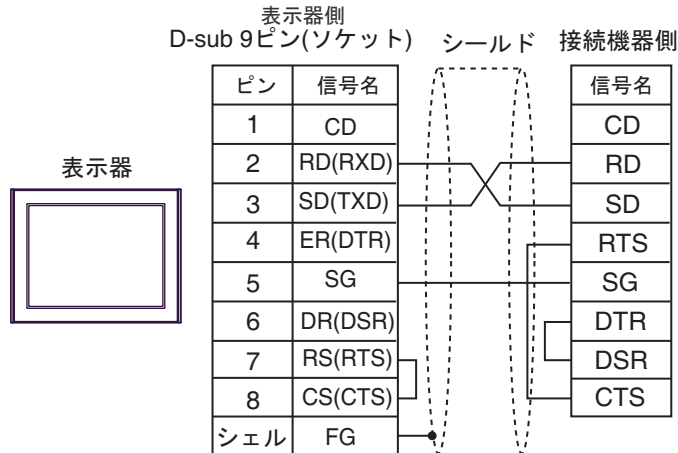 表示器側
D-sub 9ピン(ソケット) シールド 接続機器側
ピン 信号名 信号名
1 CD CD
2 RD(RXD) RD
表示器
3 SD(TXD) SD
4 ER(DTR) RTS
5 SG SG
6 DR(DSR) DTR
7 RS(RTS) DSR
8 CS(CTS) CTS
シェル FG